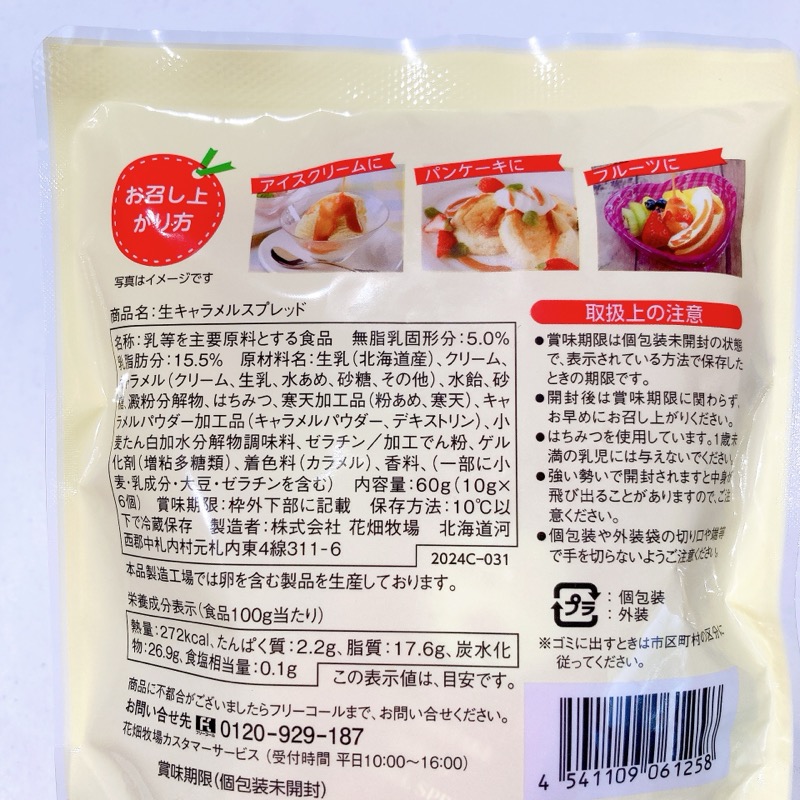 お召し上
がり方
アイスクリームに
パンケーキに
フルーツに
写真はイメージです
商品名:生キャラメルスプレッド
名称:乳等を主要原料とする食品 無脂乳固形分:5.0%
乳脂肪分:15.5% 原材料名:生乳(北海道産)、クリーム、
キャラメル(クリーム、生乳、水あめ、砂糖、その他)、水飴、砂
糖、澱粉分解物、はちみつ、寒天加工品(粉あめ、寒天)、キャ
ラメルパウダー加工品(キャラメルパウダー、デキストリン)、小
麦たん白加水分解物調味料、ゼラチン/加工でん粉、ゲル
化剤(増粘多糖類)、着色料(カラメル)、香料、(一部に小
麦・乳成分・大豆・ゼラチンを含む) 内容量:60g(10g×
6個) 賞味期限:枠外下部に記載 保存方法:10℃以
下で冷蔵保存 製造者:株式会社 花畑牧場 北海道河
西郡中札内村元札内東4線311-6
2024C-031
本品製造工場では卵を含む製品を生産しております。
栄養成分表示(食品100g当たり)
熱量:272kcal、たんぱく質:2.2g、脂質:17.6g、炭水化
物:26.9g、食塩相当量:0.1g
この表示値は、目安です。
商品に不都合がございましたらフリーコールまで、お問い合せください。
お問い合せ先 0120-929-187
花畑牧場カスタマーサービス (受付時間 平日10:00〜16:00)
賞味期限(個包装未開封)
取扱上の注意
●賞味期限は個包装未開封の状態
で、表示されている方法で保存した
ときの期限です。
●開封後は賞味期限に関わらず、
お早めにお召し上がりください。
●はちみつを使用しています。1歳未
満の乳児には与えないでください。
●強い勢いで開封されますと中身が
飛び出ることがありますので、ご注
意ください。
●個包装や外装袋の切り口や端等
で手を切らないようご注意ください。
プラ
:個包装
:外装
※ゴミに出すときは市区町村の区分に
従ってください。
4 541109 061258